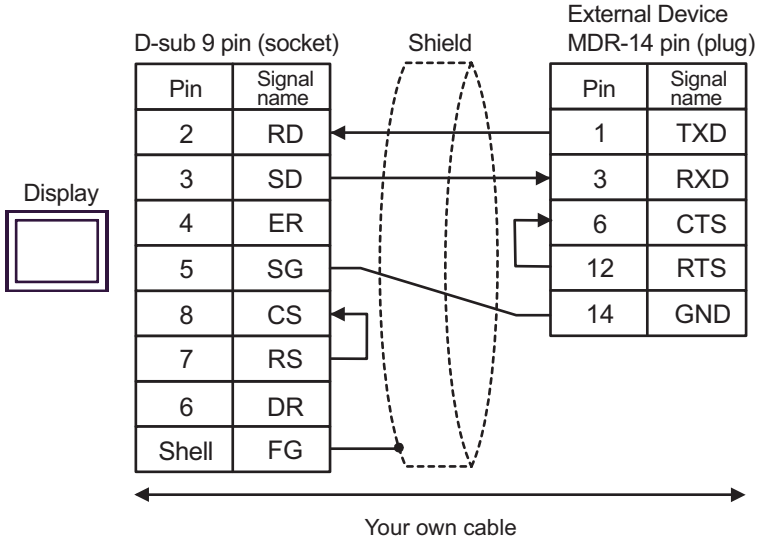 External Device
D-sub 9 pin (socket) Shield MDR-14 pin (plug)
Pin Signal name Pin Signal name
2 RD 1 TXD
3 SD 3 RXD
Display
4 ER 6 CTS
5 SG 12 RTS
8 CS 14 GND
7 RS
6 DR
Shell FG
Your own cable